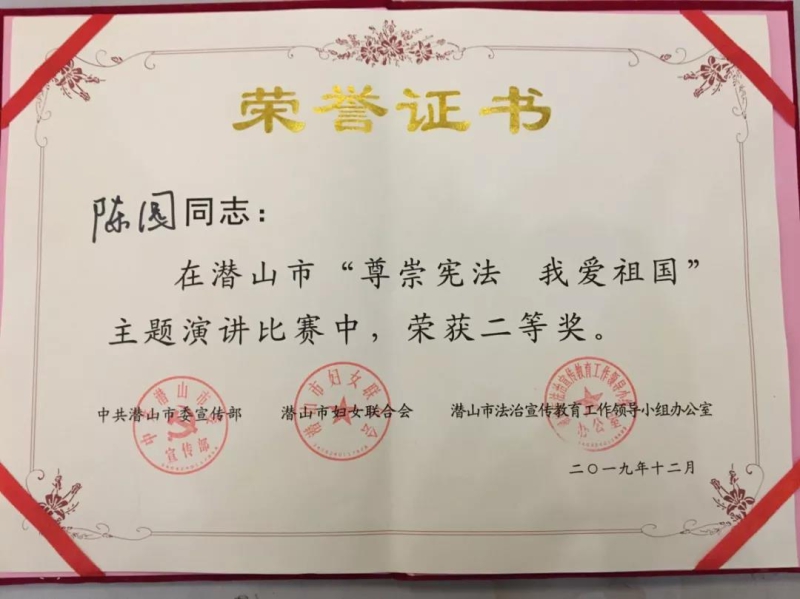 荣誉证书
陈圆同志：
在潜山市“尊崇宪法 我爱祖国”
主题演讲比赛中，荣获二等奖。
中共潜山市委宣传部 潜山市妇女联合会 潜山市法治宣传教育工作领导小组办公室
二〇一九年十二月